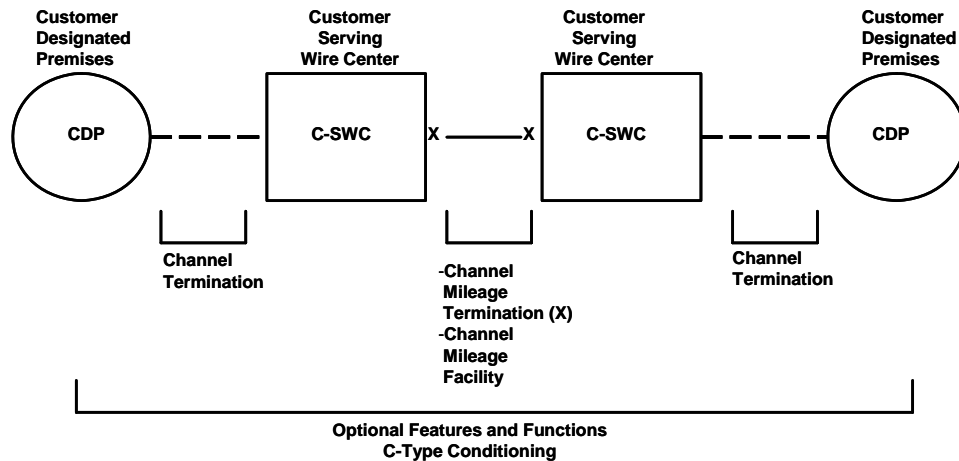 Customer
Designated
Premises
Customer
Serving
Wire Center
Customer
Serving
Wire Center
Customer
Designated
Premises
CDP
C-SWC
X
X
C-SWC
CDP
Channel
Termination
-Channel
Mileage
Termination (X)
-Channel
Mileage
Facility
Channel
Termination
Optional Features and Functions
C-Type Conditioning